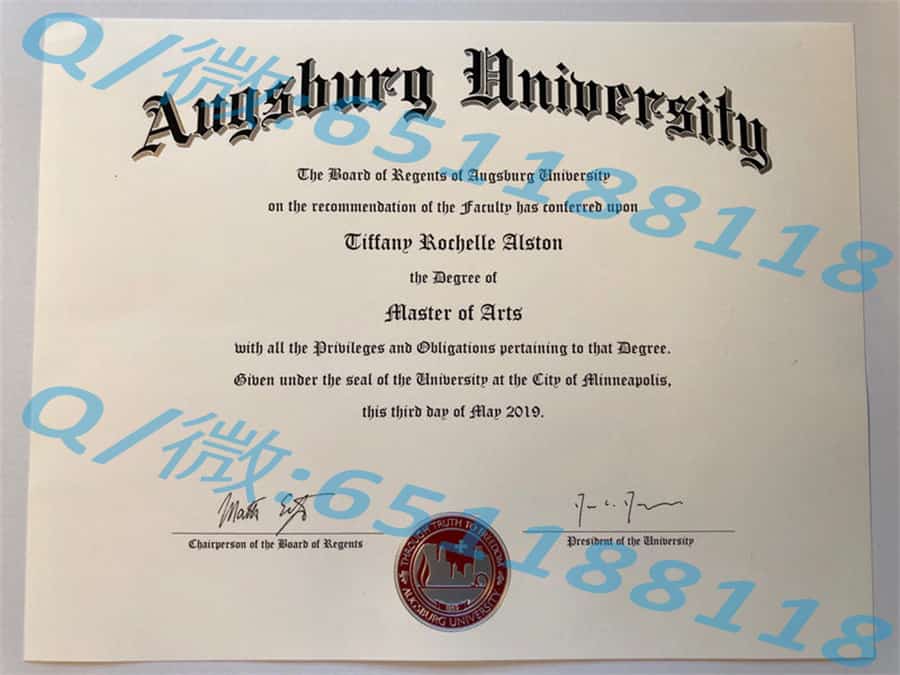 Q/微:651188118
Augsburg University
The Board of Regents of Augsburg University
on the recommendation of the Faculty has conferred upon
Tiffany Rochelle Alston
the Degree of
Master of Arts
with all the Privileges and Obligations pertaining to that Degree.
Given under the seal of the University at the City of Minneapolis,
this third day of May 2019.
Q/微:651188118
Chairperson of the Board of Regents
President of the University
THROUGH TRUTH TO FREEDOM
AUGSBURG UNIVERSITY